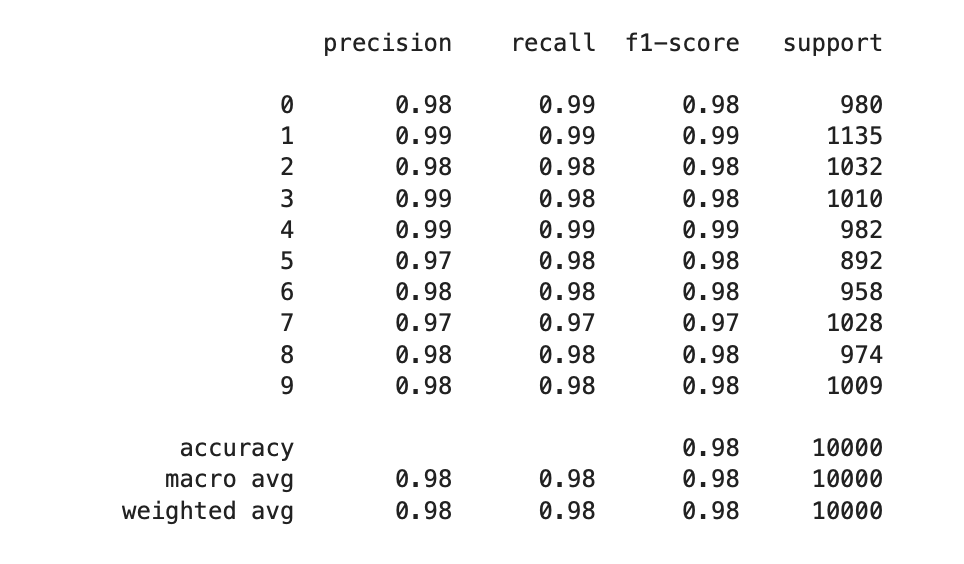 precision recall f1-score support
0 0.98 0.99 0.98 980
1 0.99 0.99 0.99 1135
2 0.98 0.98 0.98 1032
3 0.99 0.98 0.98 1010
4 0.99 0.99 0.99 982
5 0.97 0.98 0.98 892
6 0.98 0.98 0.98 958
7 0.97 0.97 0.97 1028
8 0.98 0.98 0.98 974
9 0.98 0.98 0.98 1009
accuracy 0.98 10000
macro avg 0.98 0.98 0.98 10000
weighted avg 0.98 0.98 0.98 10000